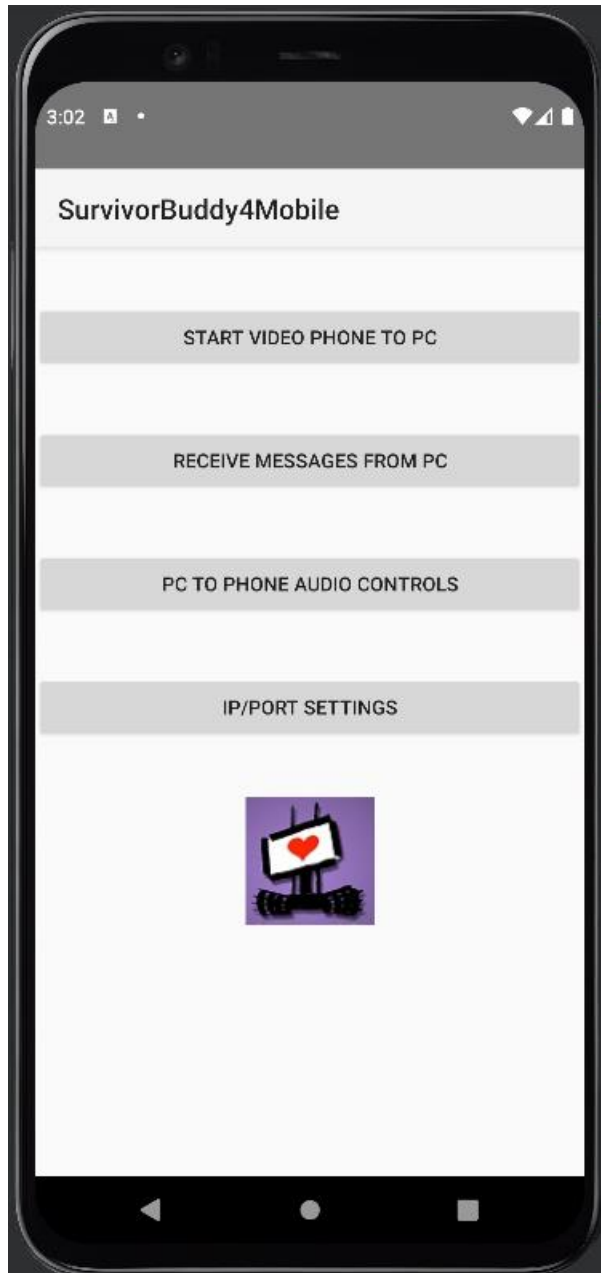 3:02 A
SurvivorBuddy4Mobile
START VIDEO PHONE TO PC
RECEIVE MESSAGES FROM PC
PC TO PHONE AUDIO CONTROLS
IP/PORT SETTINGS